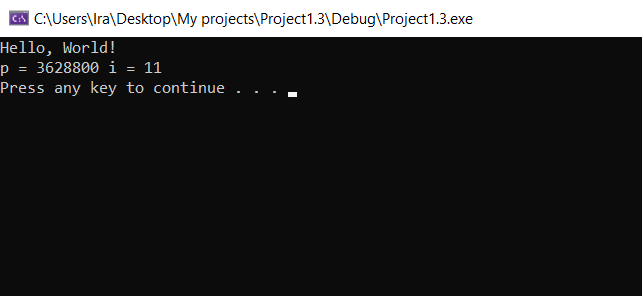 C:\Users\Ira\Desktop\My projects\Project1.3\Debug\Project1.3.exe
Hello, World!
p = 3628800 i = 11
Press any key to continue . . .